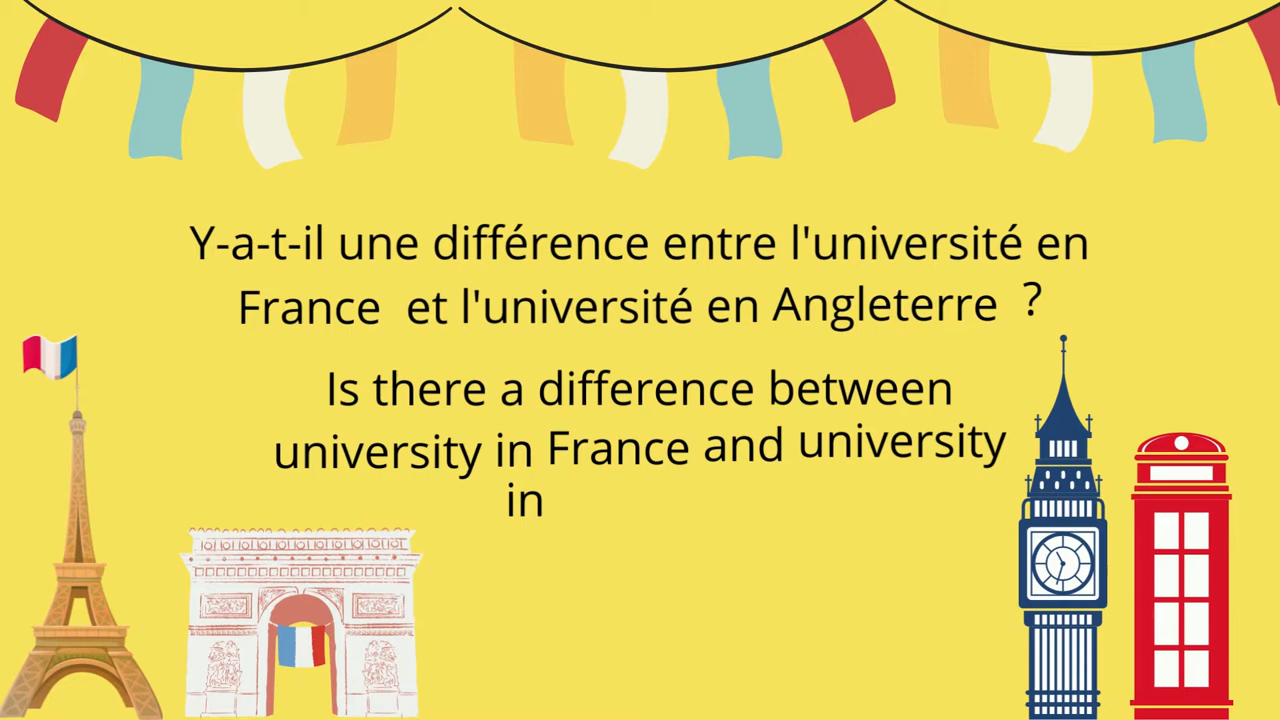 Y-a-t-il une différence entre l'université en
France et l'université en Angleterre ?
Is there a difference between
university in France and university
in